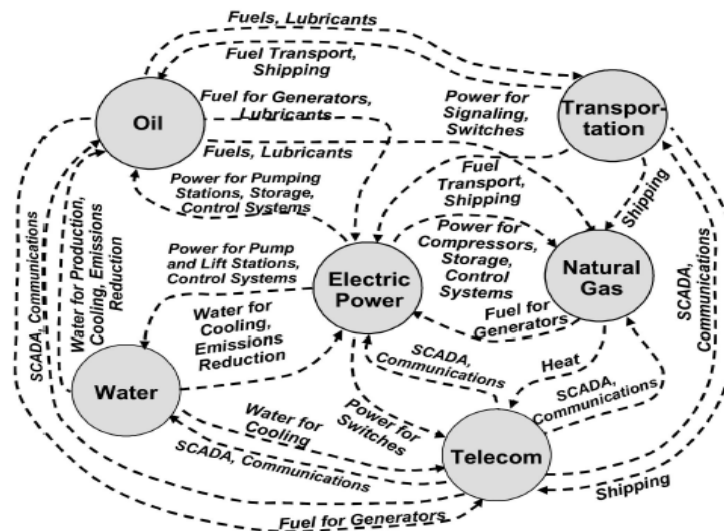 Fuels, Lubricants
Fuel Transport,
Shipping
Oil
Fuel for Generators,
Lubricants
Power for
Signaling,
Switches
Transpor-
tation
Fuels, Lubricants
Power for Pumping
Stations, Storage,
Control Systems
Fuel
Transport,
Shipping
Shipping
SCADA,
Communications
SCADA, Communications
Water for Production,
Cooling, Emissions
Reduction
Power for Pump
and Lift Stations,
Control Systems
Electric
Power
Power for
Compressors,
Storage,
Control
Systems
Natural
Gas
Water for
Cooling,
Emissions
Reduction
Fuel for
Generators
Water
SCADA,
Communications
Heat
SCADA,
Communications
Water for
Cooling
Power for
Switches
SCADA, Communications
Telecom
Shipping
Fuel for Generators